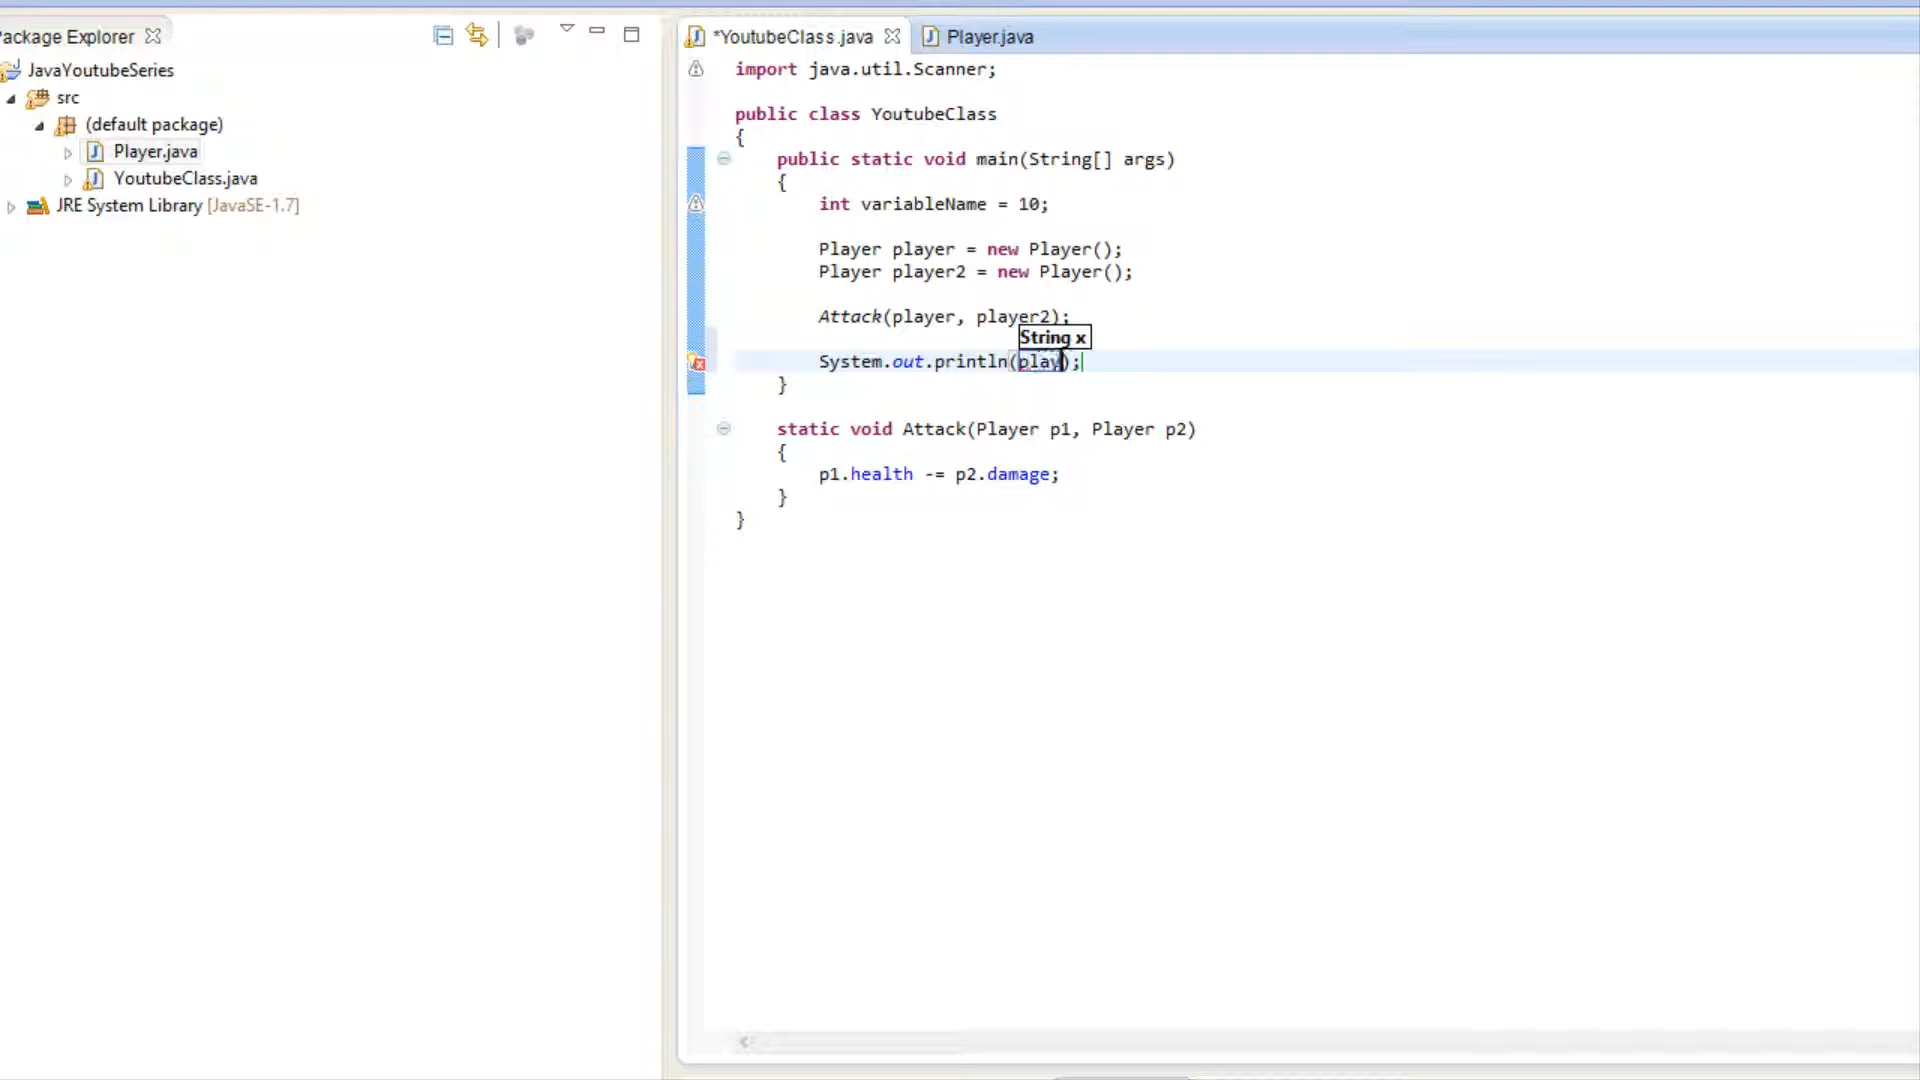 ackage Explorer
JavaYoutubeSeries
src
(default package)
Player.java
YoutubeClass.java
JRE System Library [JavaSE-1.7]
*YoutubeClass.java
Player.java
import java.util.Scanner;
public class YoutubeClass
{
public static void main(String[] args)
{
int variableName = 10;
Player player = new Player();
Player player2 = new Player();
Attack(player, player2);
String x
System.out.println(play);
}
static void Attack(Player p1, Player p2)
{
p1.health -= p2.damage;
}
}